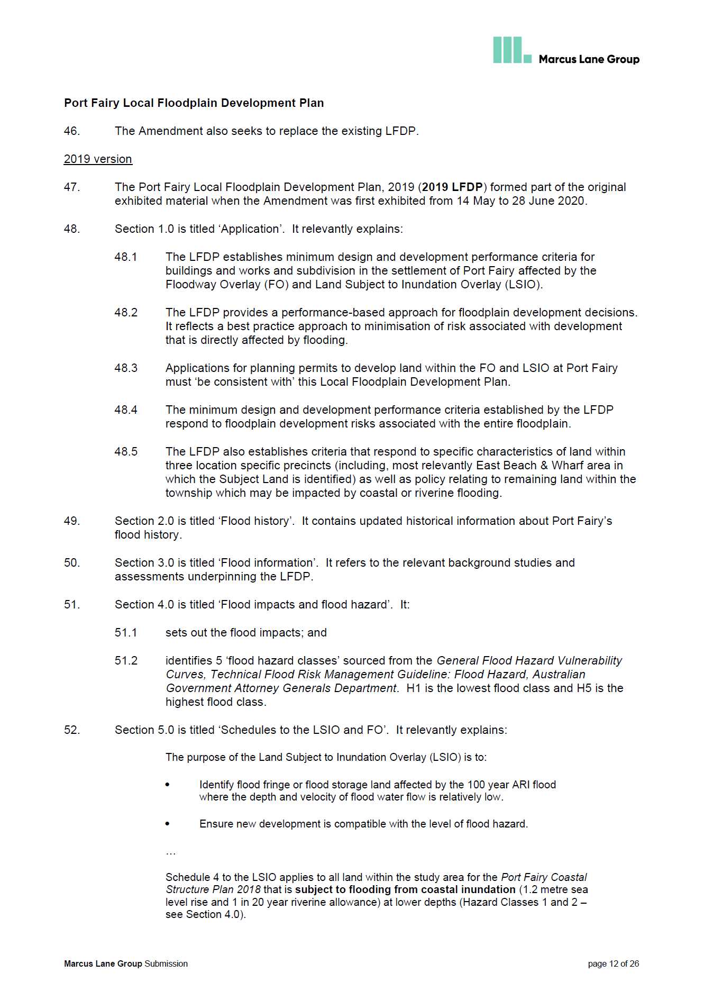 Marcus Lane Group
Port Fairy Local Floodplain Development Plan
46. The Amendment also seeks to replace the existing LFDP.
2019 version
47. The Port Fairy Local Floodplain Development Plan, 2019 (2019 LFDP) formed part of the original
exhibited material when the Amendment was first exhibited from 14 May to 28 June 2020.
48. Section 1.0 is titled ‘Application’. It relevantly explains:
48.1 The LFDP establishes minimum design and development performance criteria for
buildings and works and subdivision in the settlement of Port Fairy affected by the
Floodway Overlay (FO) and Land Subject to Inundation Overlay (LSIO).
48.2 The LFDP provides a performance-based approach for floodplain development decisions.
It reflects a best practice approach to minimisation of risk associated with development
that is directly affected by flooding.
48.3 Applications for planning permits to develop land within the FO and LSIO at Port Fairy
must ‘be consistent with’ this Local Floodplain Development Plan.
48.4 The minimum design and development performance criteria established by the LFDP
respond to floodplain development risks associated with the entire floodplain.
48.5 The LFDP also establishes criteria that respond to specific characteristics of land within
three location specific precincts (including, most relevantly East Beach & Wharf area in
which the Subject Land is identified) as well as policy relating to remaining land within the
township which may be impacted by coastal or riverine flooding.
49. Section 2.0 is titled ‘Flood history’. It contains updated historical information about Port Fairy’s
flood history.
50. Section 3.0 is titled ‘Flood information’. It refers to the relevant background studies and
assessments underpinning the LFDP.
51. Section 4.0 is titled ‘Flood impacts and flood hazard’. It:
51.1 sets out the flood impacts; and
51.2 identifies 5 ‘flood hazard classes’ sourced from the General Flood Hazard Vulnerability
Curves, Technical Flood Risk Management Guideline: Flood Hazard, Australian
Government Attorney Generals Department. H1 is the lowest flood class and H5 is the
highest flood class.
52. Section 5.0 is titled ‘Schedules to the LSIO and FO’. It relevantly explains:
The purpose of the Land Subject to Inundation Overlay (LSIO) is to:
• Identify flood fringe or flood storage land affected by the 100 year ARI flood
where the depth and velocity of flood water flow is relatively low.
• Ensure new development is compatible with the level of flood hazard.
…
Schedule 4 to the LSIO applies to all land within the study area for the Port Fairy Coastal
Structure Plan 2018 that is subject to flooding from coastal inundation (1.2 metre sea
level rise and 1 in 20 year riverine allowance) at lower depths (Hazard Classes 1 and 2 –
see Section 4.0).
Marcus Lane Group Submission page 12 of 26